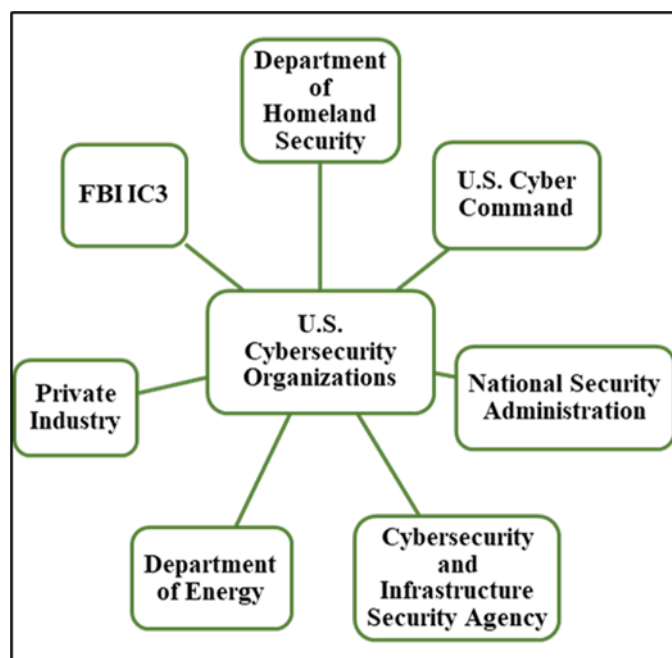 Department
of
Homeland
Security
FBI IC3
U.S. Cyber
Command
U.S.
Cybersecurity
Organizations
Private
Industry
National Security
Administration
Department
of Energy
Cybersecurity
and
Infrastructure
Security Agency